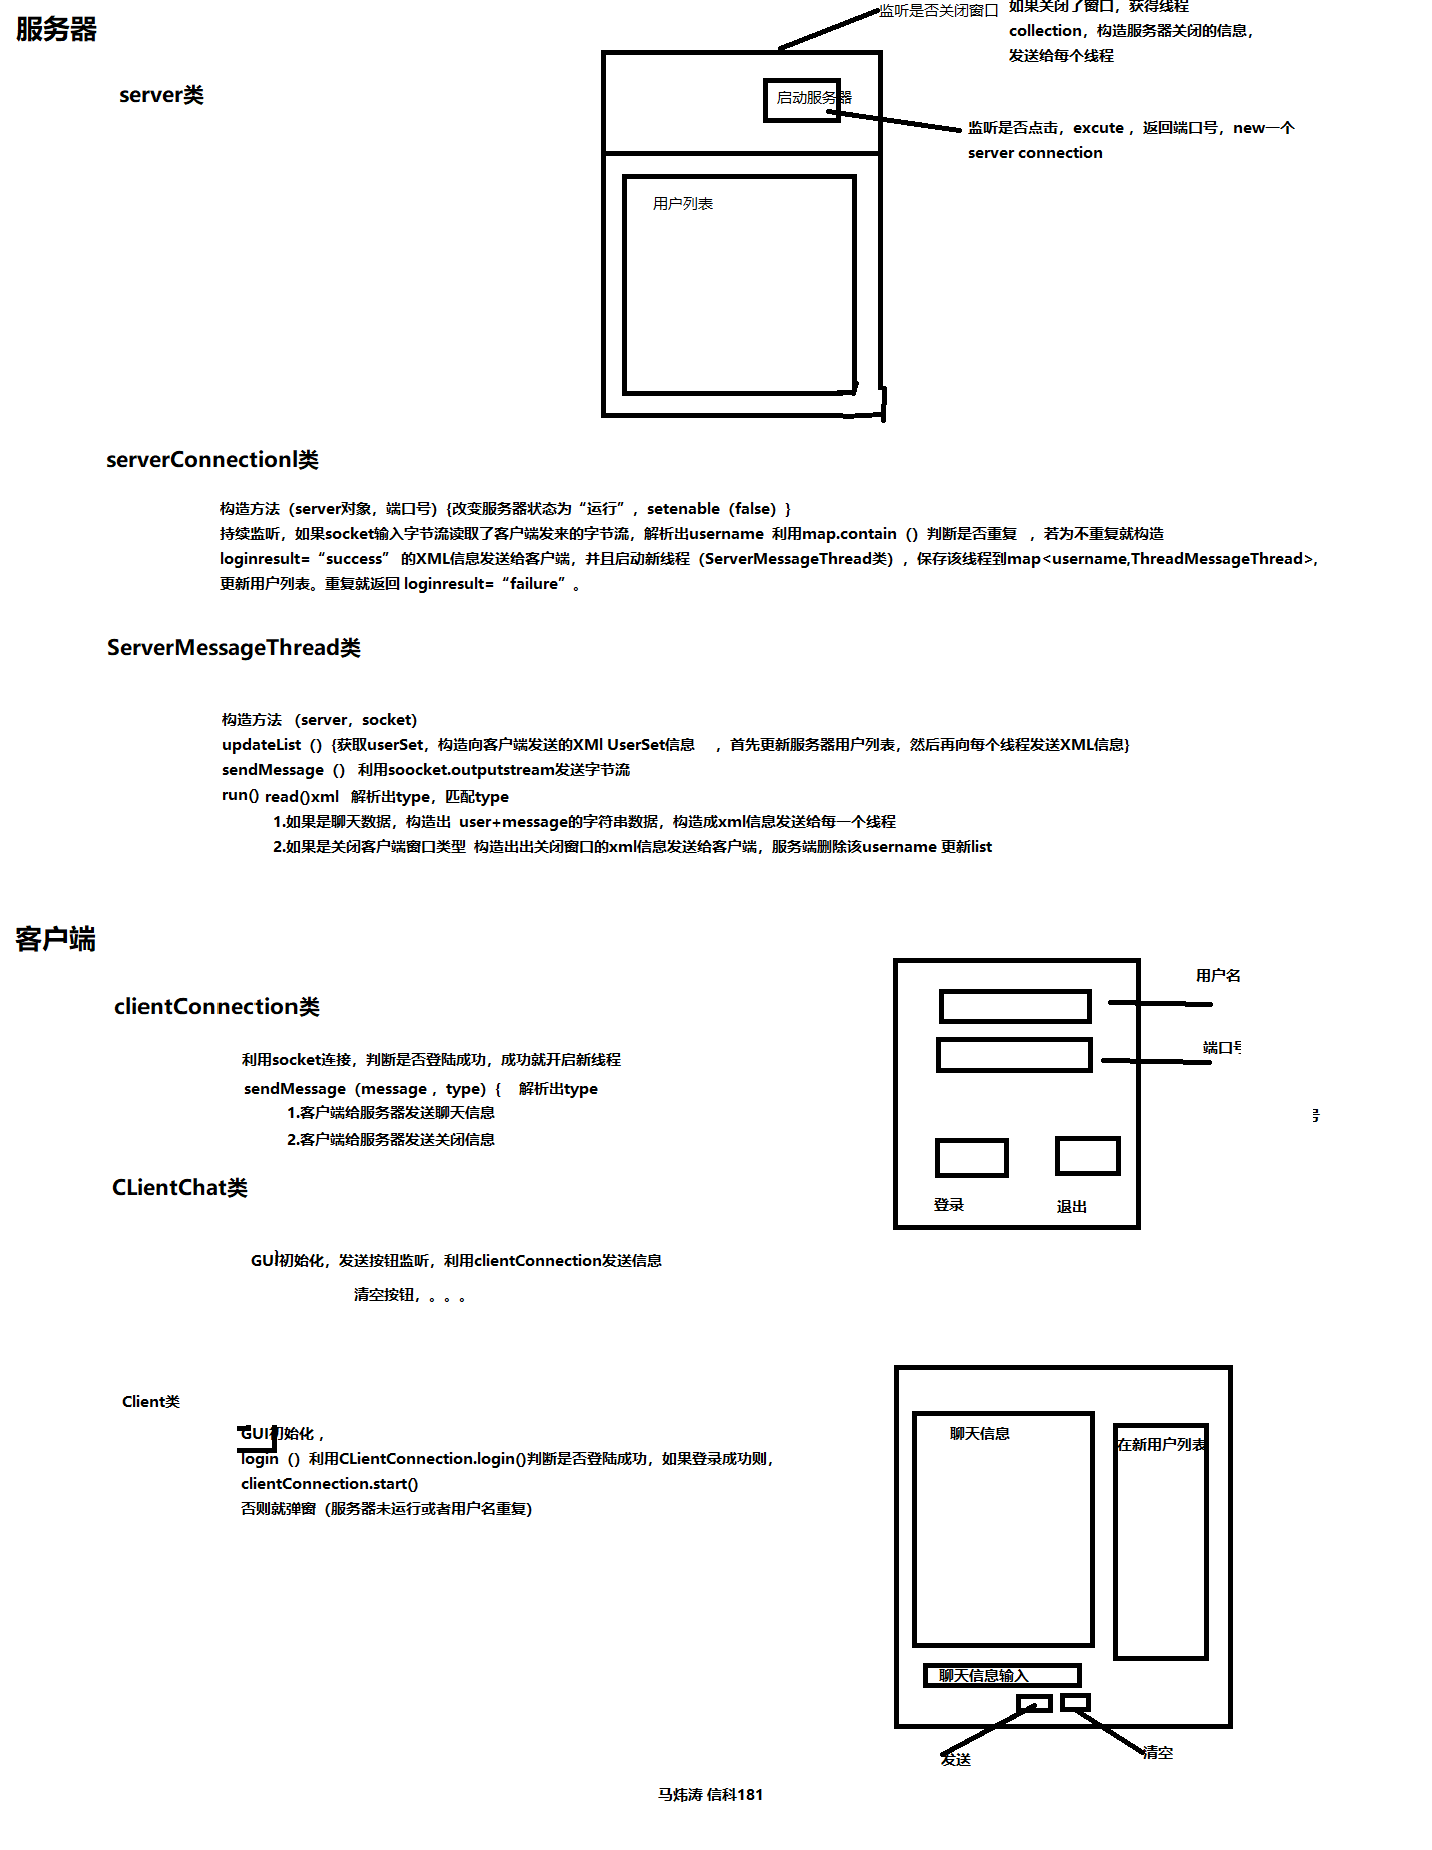 服务器
监听是否关闭窗口
如果关闭了窗口，获得线程
collection，构造服务器关闭的信息，
发送给每个线程
server类
启动服务器
监听是否点击，excute ，返回端口号，new一个
server connection
用户列表
serverConnectionl类
构造方法（server对象，端口号）{改变服务器状态为“运行”，setenable（false）}
持续监听，如果socket输入字节流读取了客户端发来的字节流，解析出username 利用map.contain（）判断是否重复 ，若为不重复就构造
loginresult=“success” 的XML信息发送给客户端，并且启动新线程（ServerMessageThread类），保存该线程到map<username,ThreadMessageThread>,
更新用户列表。重复就返回 loginresult=“failure”。
ServerMessageThread类
构造方法 （server，socket）
updateList（）{获取userSet，构造向客户端发送的XMl UserSet信息 ，首先更新服务器用户列表，然后再向每个线程发送XML信息}
sendMessage（） 利用soocket.outputstream发送字节流
run() read()xml 解析出type，匹配type
1.如果是聊天数据，构造出 user+message的字符串数据，构造成xml信息发送给每一个线程
2.如果是关闭客户端窗口类型 构造出出关闭窗口的xml信息发送给客户端，服务端删除该username 更新list
客户端
用户名
clientConnection类
端口号
利用socket连接，判断是否登陆成功，成功就开启新线程
sendMessage（message ，type）{ 解析出type
1.客户端给服务器发送聊天信息
号
2.客户端给服务器发送关闭信息
CLientChat类
登录
退出
}
GUI初始化，发送按钮监听，利用clientConnection发送信息
清空按钮，。。。
Client类
GUI初始化 ，
聊天信息
在新用户列表
login（）利用CLientConnection.login()判断是否登陆成功，如果登录成功则，
clientConnection.start()
否则就弹窗（服务器未运行或者用户名重复）
聊天信息输入
发送
清空
马炜涛 信科181